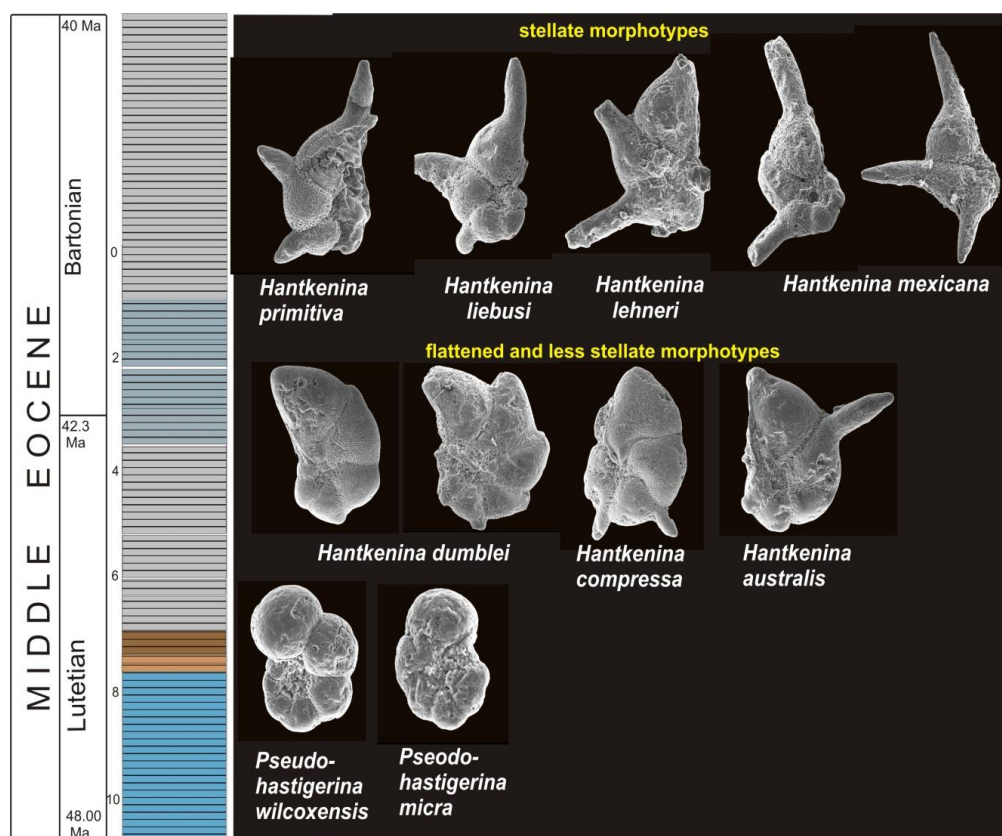 40 Ma
MIDDLE EOCENE
Bartonian
0
2
42.3
Ma
4
6
Lutetian
8
10
48.00
Ma
stellate morphotypes
Hantkenina
primitiva
Hantkenina
liebusi
Hantkenina
lehneri
Hantkenina mexicana
flattened and less stellate morphotypes
Hantkenina dumblei
Hantkenina
compressa
Hantkenina
australis
Pseudo-
hastigerina
wilcoxensis
Pseodo-
hastigerina
micra